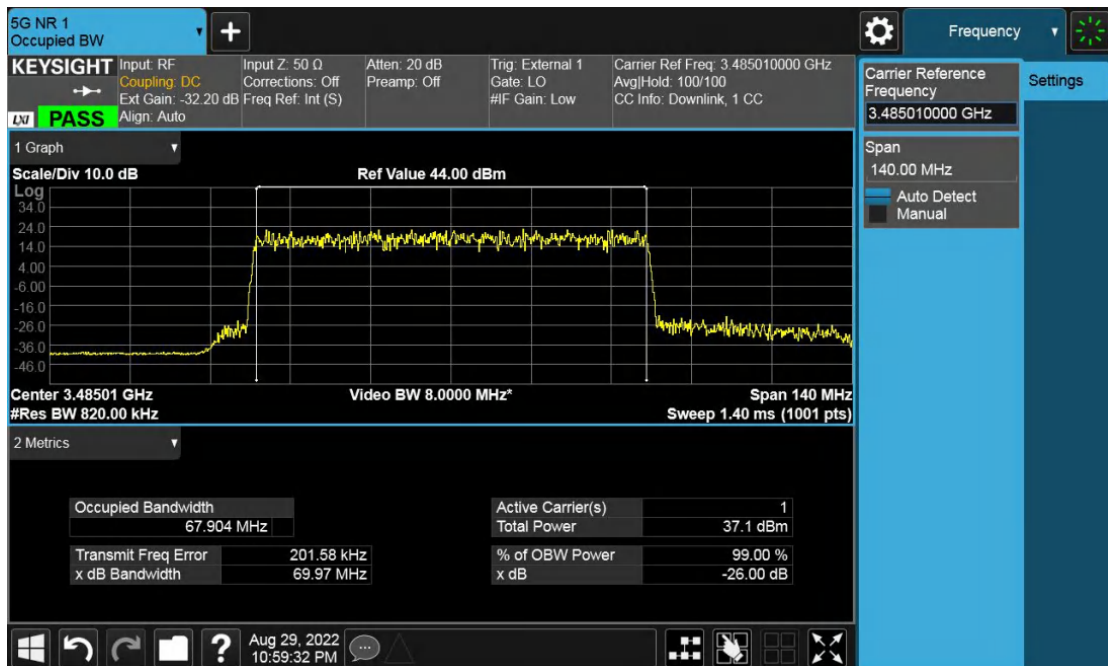 5G NR 1
Occupied BW
+
Frequency
KEYSIGHT
Input: RF
Coupling: DC
Ext Gain: -32.20 dB
Align: Auto
Input Z: 50 Ω
Corrections: Off
Freq Ref: Int (S)
Atten: 20 dB
Preamp: Off
Trig: External 1
Gate: LO
#IF Gain: Low
Carrier Ref Freq: 3.485010000 GHz
Avg|Hold: 100/100
CC Info: Downlink, 1 CC
LXI PASS
Carrier Reference
Frequency
3.485010000 GHz
Settings
Span
140.00 MHz
Auto Detect
Manual
1 Graph
Scale/Div 10.0 dB
Ref Value 44.00 dBm
Log
34.0
24.0
14.0
4.00
-6.00
-16.0
-26.0
-36.0
-46.0
Center 3.48501 GHz
Video BW 8.0000 MHz*
Span 140 MHz
#Res BW 820.00 kHz
Sweep 1.40 ms (1001 pts)
2 Metrics
Occupied Bandwidth
67.904 MHz
Transmit Freq Error 201.58 kHz
x dB Bandwidth 69.97 MHz
Active Carrier(s) 1
Total Power 37.1 dBm
% of OBW Power 99.00 %
x dB -26.00 dB
?
Aug 29, 2022
10:59:32 PM